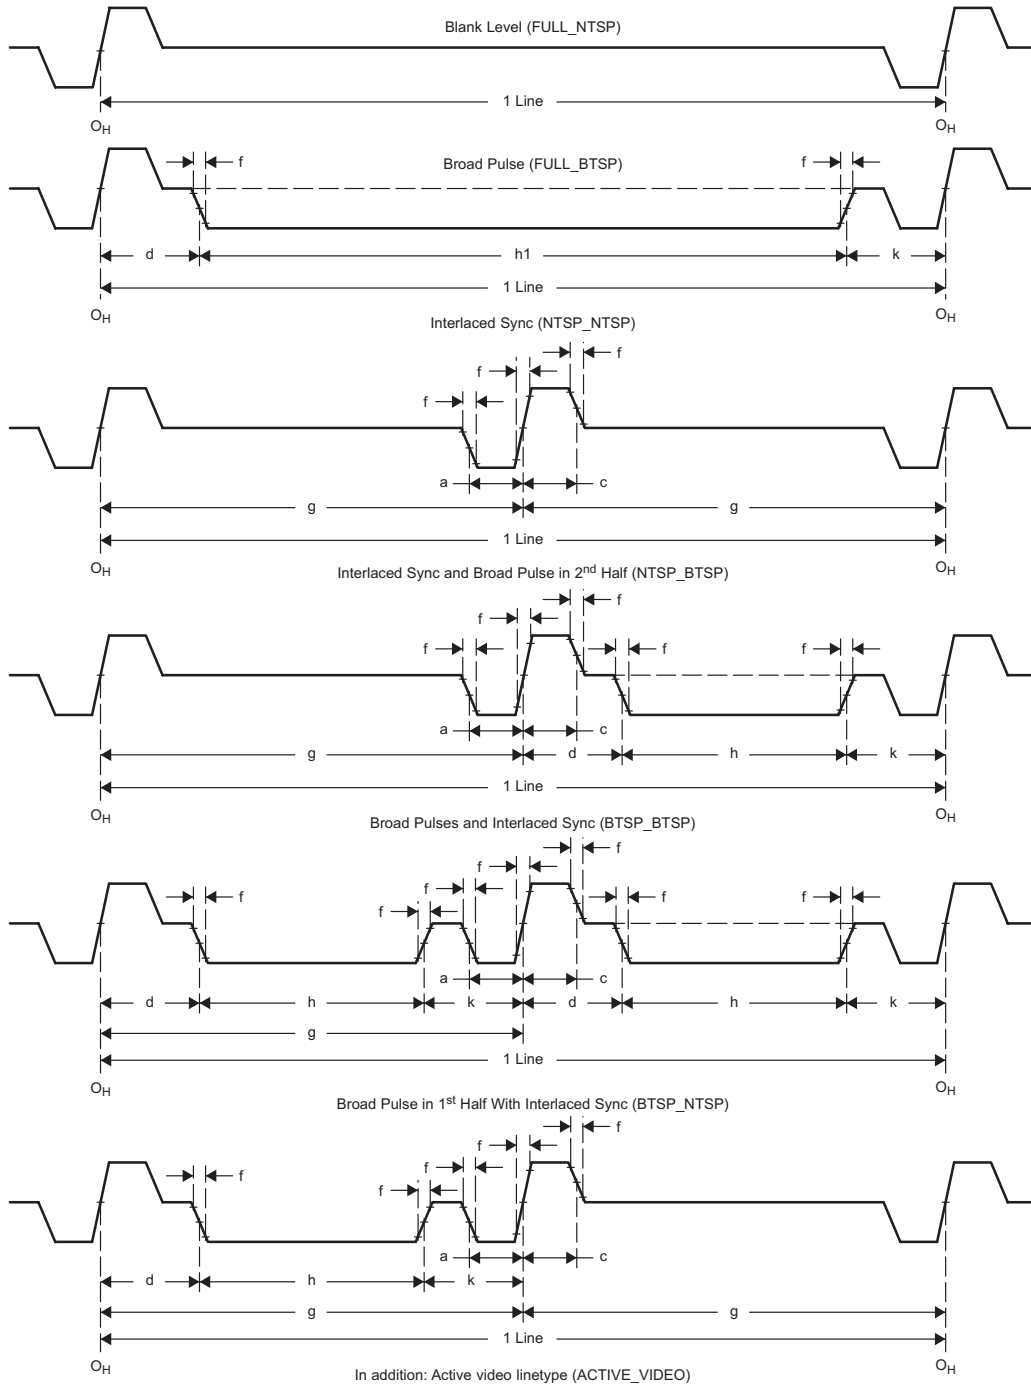 Blank Level (FULL_NTSP)
1 Line
OH OH
f Broad Pulse (FULL_BTSP) f
d h1 k
1 Line
OH OH
Interlaced Sync (NTSP_NTSP)
f
f
f
a c
g g
1 Line
OH OH
Interlaced Sync and Broad Pulse in 2nd Half (NTSP_BTSP)
f
f
f f f
a c
g d h k
1 Line
OH OH
Broad Pulses and Interlaced Sync (BTSP_BTSP)
f
f
f f f f
f
a c
d h k d h k
g
1 Line
OH OH
Broad Pulse in 1st Half With Interlaced Sync (BTSP_NTSP)
f
f
f f
f
a c
d h k
g g
1 Line
OH OH
In addition: Active video linetype (ACTIVE_VIDEO)